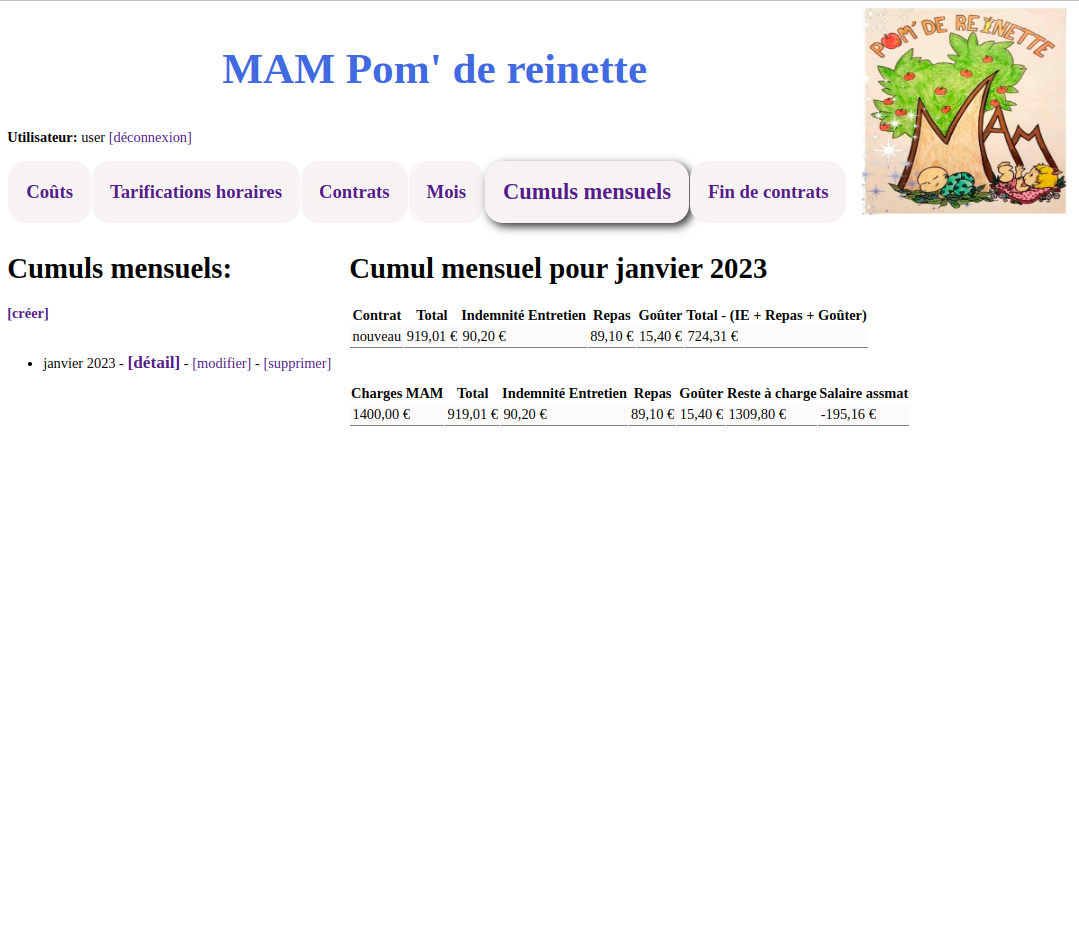 MAM Pom' de reinette
POM' DE REINETTE
MAM
Utilisateur: user [déconnexion]
Coûts Tarifications horaires Contrats Mois Cumuls mensuels Fin de contrats
Cumuls mensuels:
[créer]
janvier 2023 - [détail] - [modifier] - [supprimer]
Cumul mensuel pour janvier 2023
Contrat Total Indemnité Entretien Repas Goûter Total - (IE + Repas + Goûter)
nouveau 919,01 € 90,20 € 89,10 € 15,40 € 724,31 €
Charges MAM Total Indemnité Entretien Repas Goûter Reste à charge Salaire assmat
1400,00 € 919,01 € 90,20 € 89,10 € 15,40 € 1309,80 € -195,16 €